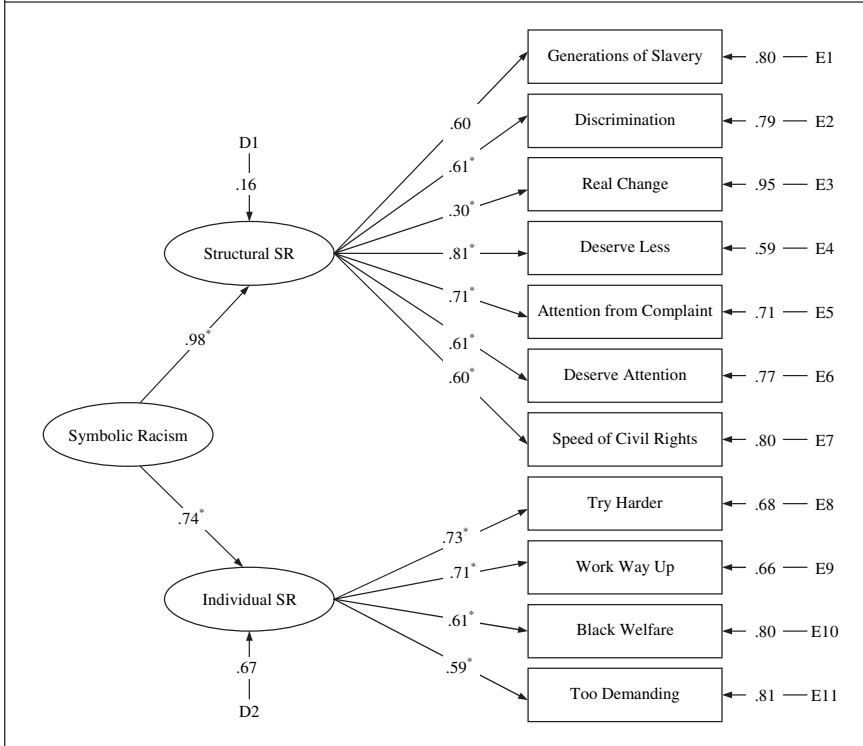 Generations of Slavery
.80
E1
.60
Discrimination
.79
E2
D1
.61*
.16
Real Change
.95
E3
.30*
Structural SR
.81*
Deserve Less
.59
E4
.71*
Attention from Complaint
.71
E5
.98*
.61*
.60*
Deserve Attention
.77
E6
Symbolic Racism
Speed of Civil Rights
.80
E7
Try Harder
.68
E8
.74*
.73*
Work Way Up
.66
E9
.71*
Individual SR
.61*
Black Welfare
.80
E10
.59*
.67
Too Demanding
.81
E11
D2